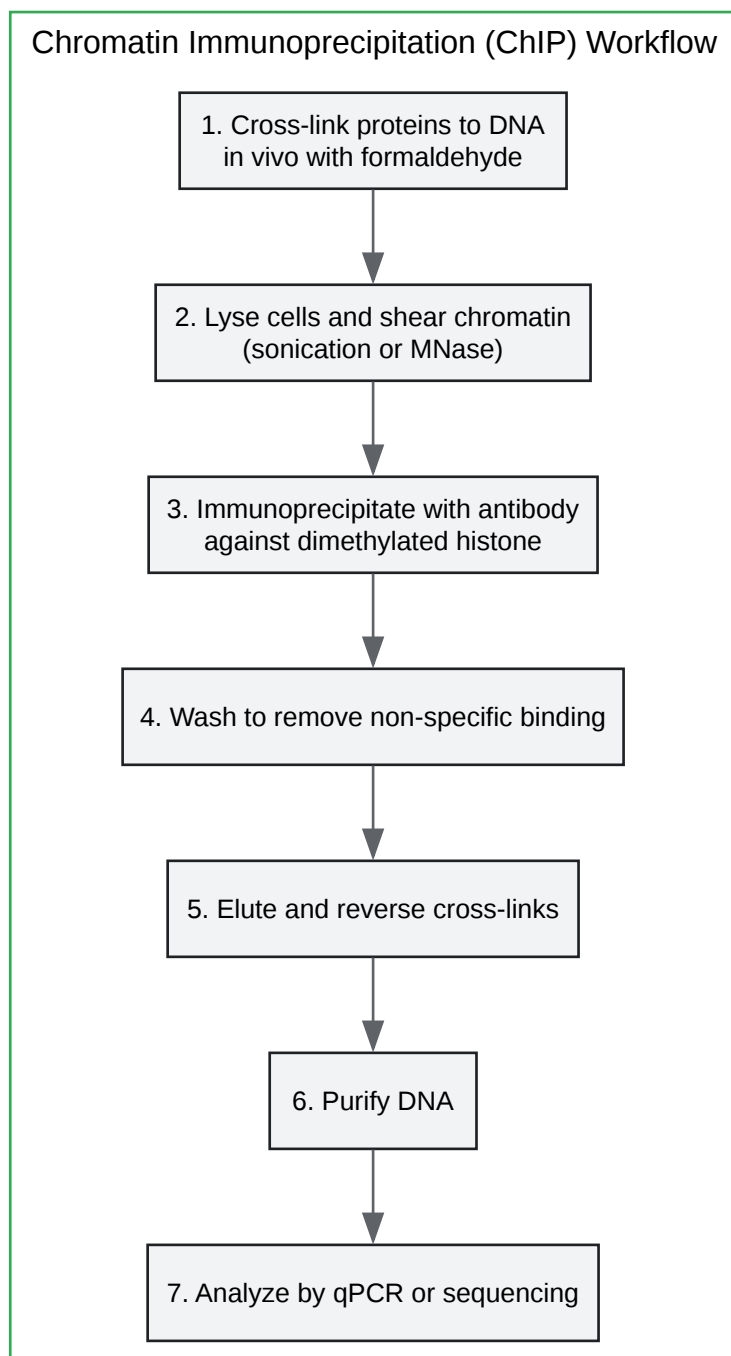 Chromatin Immunoprecipitation (ChIP) Workflow
1. Cross-link proteins to DNA
in vivo with formaldehyde
2. Lyse cells and shear chromatin
(sonication or MNase)
3. Immunoprecipitate with antibody
against dimethylated histone
4. Wash to remove non-specific binding
5. Elute and reverse cross-links
6. Purify DNA
7. Analyze by qPCR or sequencing